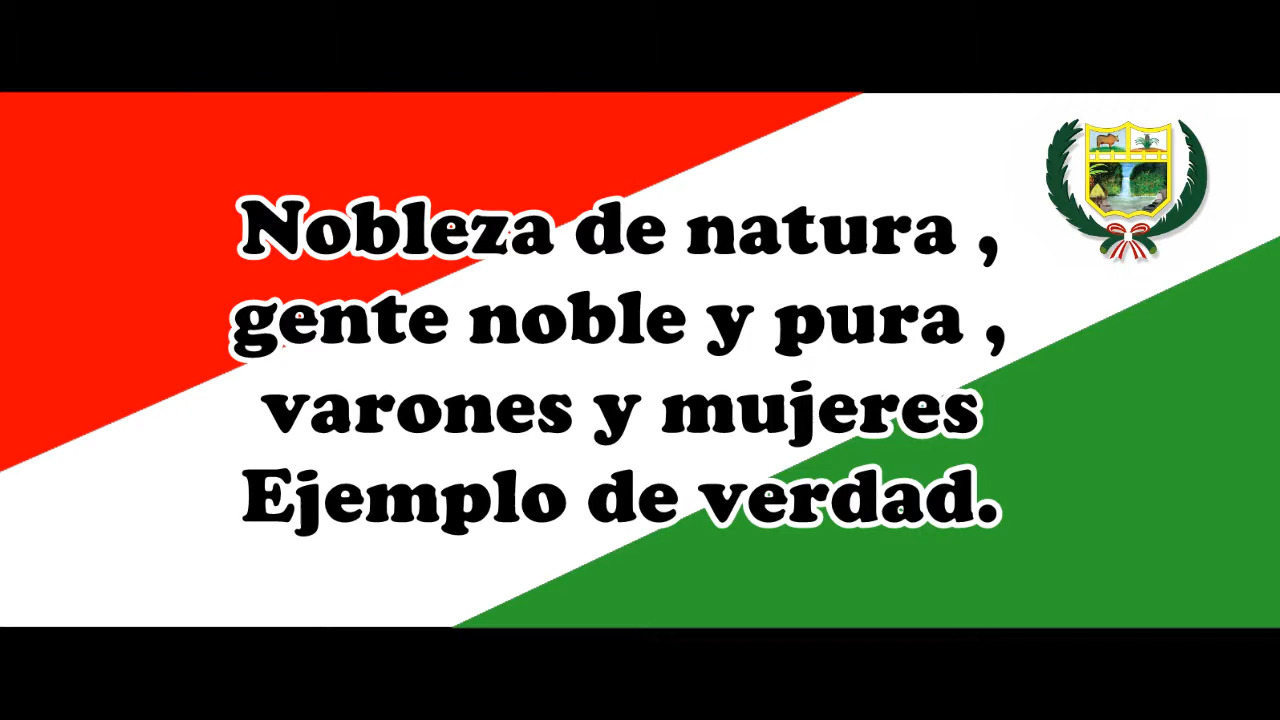 Nobleza de natura ,
gente noble y pura ,
varones y mujeres
Ejemplo de verdad.